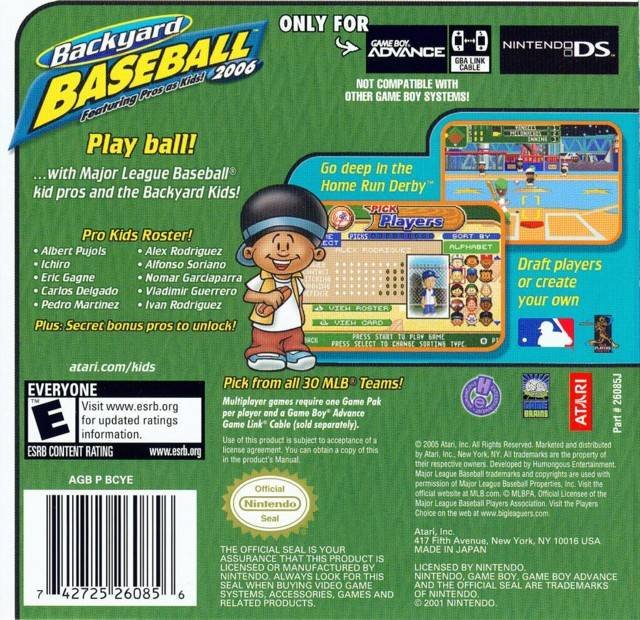 Backyard
BASEBALL
2006
Featuring Pros as Kids!
ONLY FOR
GAME BOY
ADVANCE
GBA LINK
CABLE
NINTENDO DS
NOT COMPATIBLE WITH
OTHER GAME BOY SYSTEMS!
Play ball!
...with Major League Baseball®
kid pros and the Backyard Kids!
Pro Kids Roster!
• Albert Pujols
• Ichiro
• Eric Gagne
• Carlos Delgado
• Pedro Martinez
• Alex Rodriguez
• Alfonso Soriano
• Nomar Garciaparra
• Vladimir Guerrero
• Ivan Rodriguez
Plus: Secret bonus pros to unlock!
Go deep in the
Home Run Derby™
PICK
Players
PICKS
SORT BY
ALEX RODRIGUEZ
ALPHABET
VIEW ROSTER
VIEW CARD
PRESS START TO PLAY GAME
PRESS SELECT TO CHANGE SORTING TYPE
YANKEES
MELONHEADS
INNING
Draft players
or create
your own
atari.com/kids
EVERYONE
E
™
Visit www.esrb.org
for updated ratings
information.
ESRB CONTENT RATING
www.esrb.org
Pick from all 30 MLB® Teams!
Multiplayer games require one Game Pak
per player and a Game Boy® Advance
Game Link® Cable (sold separately).
Use of this product is subject to acceptance of a
license agreement. You can obtain a copy of this
in the product's Manual.
GAME
BRAINS
ATARI
Part # 26085J
AGB P BCYE
7 42725 26085 6
Official
Nintendo
Seal
THE OFFICIAL SEAL IS YOUR
ASSURANCE THAT THIS PRODUCT IS
LICENSED OR MANUFACTURED BY
NINTENDO. ALWAYS LOOK FOR THIS
SEAL WHEN BUYING VIDEO GAME
SYSTEMS, ACCESSORIES, GAMES AND
RELATED PRODUCTS.
© 2005 Atari, Inc. All Rights Reserved. Marketed and distributed
by Atari, Inc., New York, NY. All trademarks are the property of
their respective owners. Developed by Humongous Entertainment.
Major League Baseball trademarks and copyrights are used with
permission of Major League Baseball Properties, Inc. Visit the
official website at MLB.com. © MLBPA, Official Licensee of the
Major League Baseball Players Association. Visit the Players
Choice on the web at www.bigleaguers.com.
Atari, Inc.
417 Fifth Avenue, New York, NY 10016 USA
MADE IN JAPAN
LICENSED BY NINTENDO.
NINTENDO, GAME BOY, GAME BOY ADVANCE
AND THE OFFICIAL SEAL ARE TRADEMARKS
OF NINTENDO.
© 2001 NINTENDO.